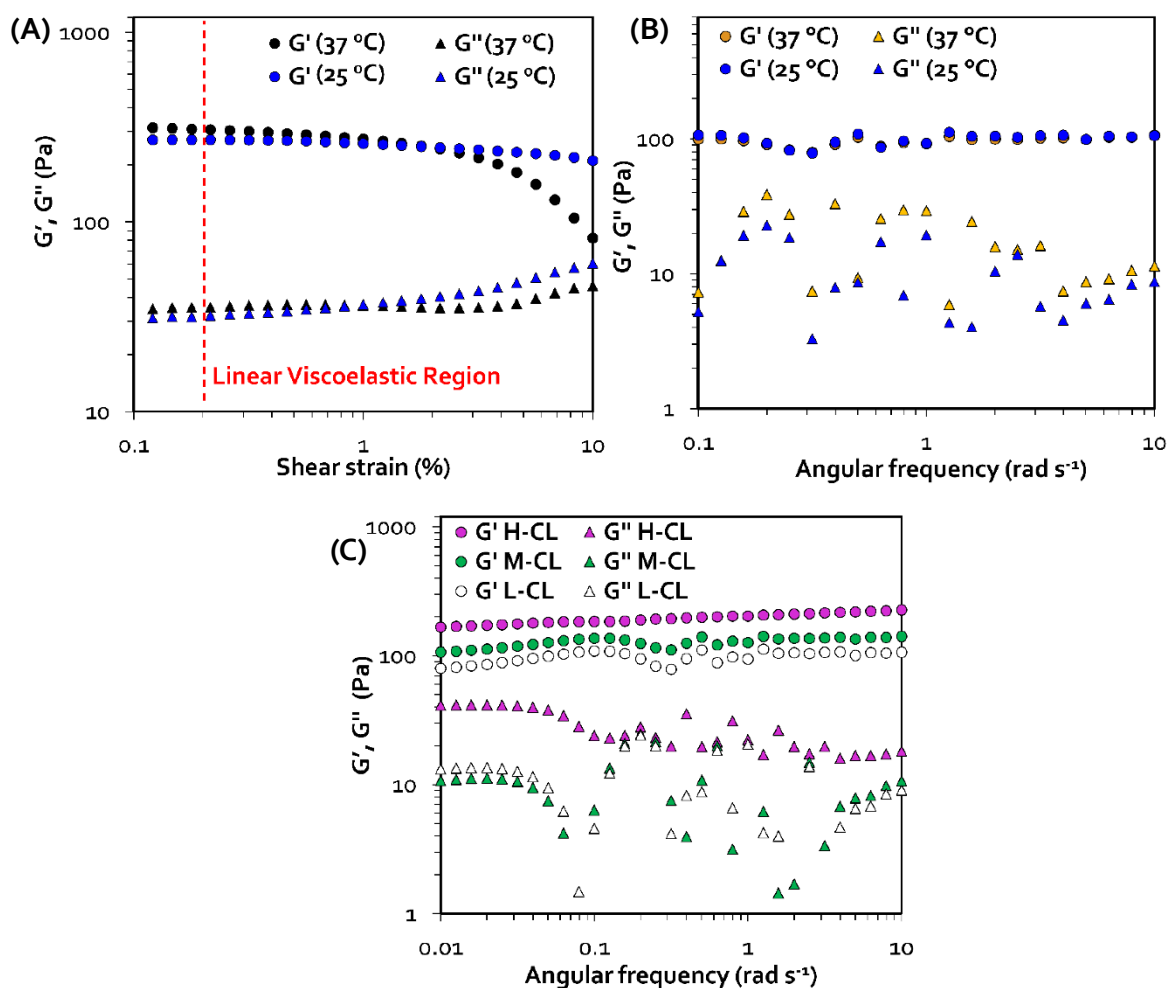 (A)
1000
100
10
G', G'' (Pa)
G' (37 °C) G'' (37 °C)
G' (25 °C) G'' (25 °C)
Linear Viscoelastic Region
0.1 1 10
Shear strain (%)
(B)
100
10
1
G', G'' (Pa)
G' (37 °C) G'' (37 °C)
G' (25 °C) G'' (25 °C)
0.1 1 10
Angular frequency (rad s⁻¹)
(C)
1000
100
10
1
G', G'' (Pa)
G' H-CL G'' H-CL
G' M-CL G'' M-CL
G' L-CL G'' L-CL
0.01 0.1 1 10
Angular frequency (rad s⁻¹)